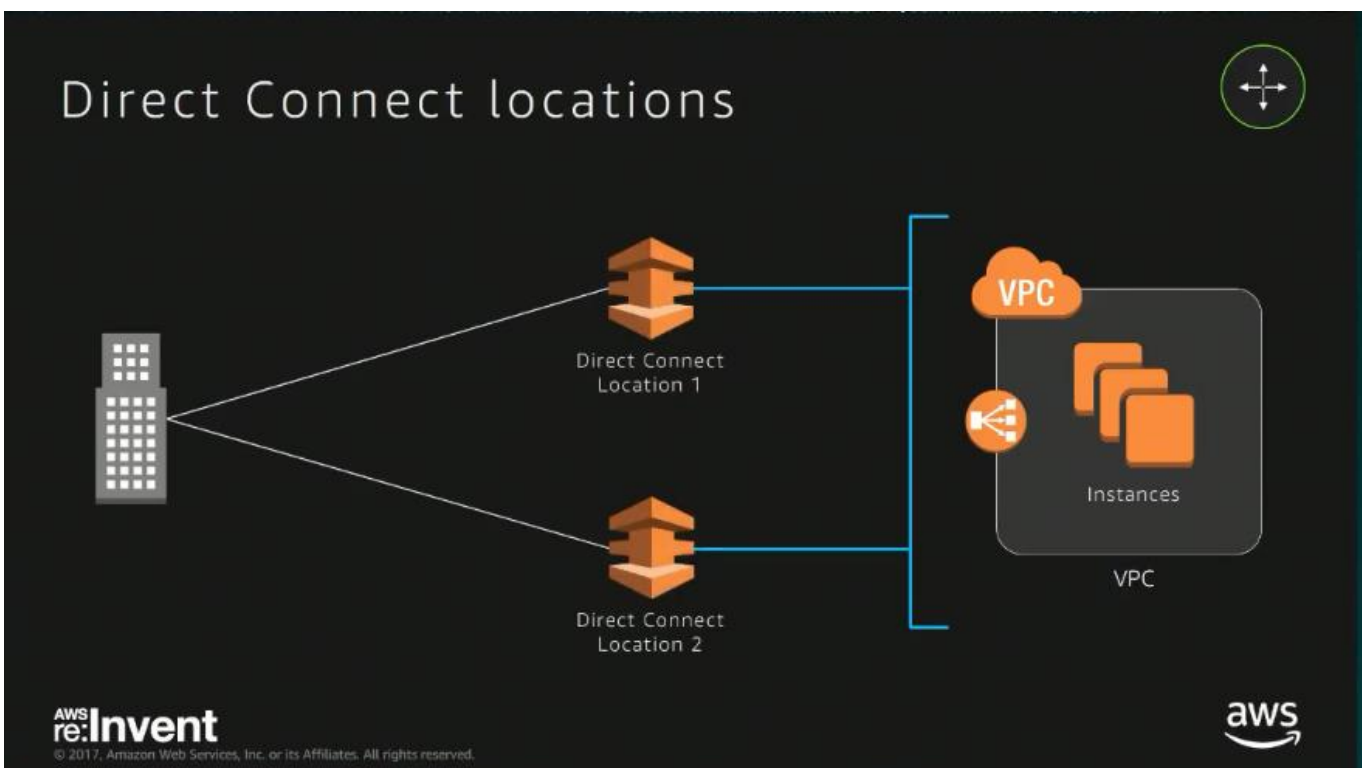 Direct Connect locations
VPC
Direct Connect
Location 1
Instances
VPC
Direct Connect
Location 2
AWS
re:Invent
© 2017, Amazon Web Services, Inc. or its Affiliates. All rights reserved.
aws